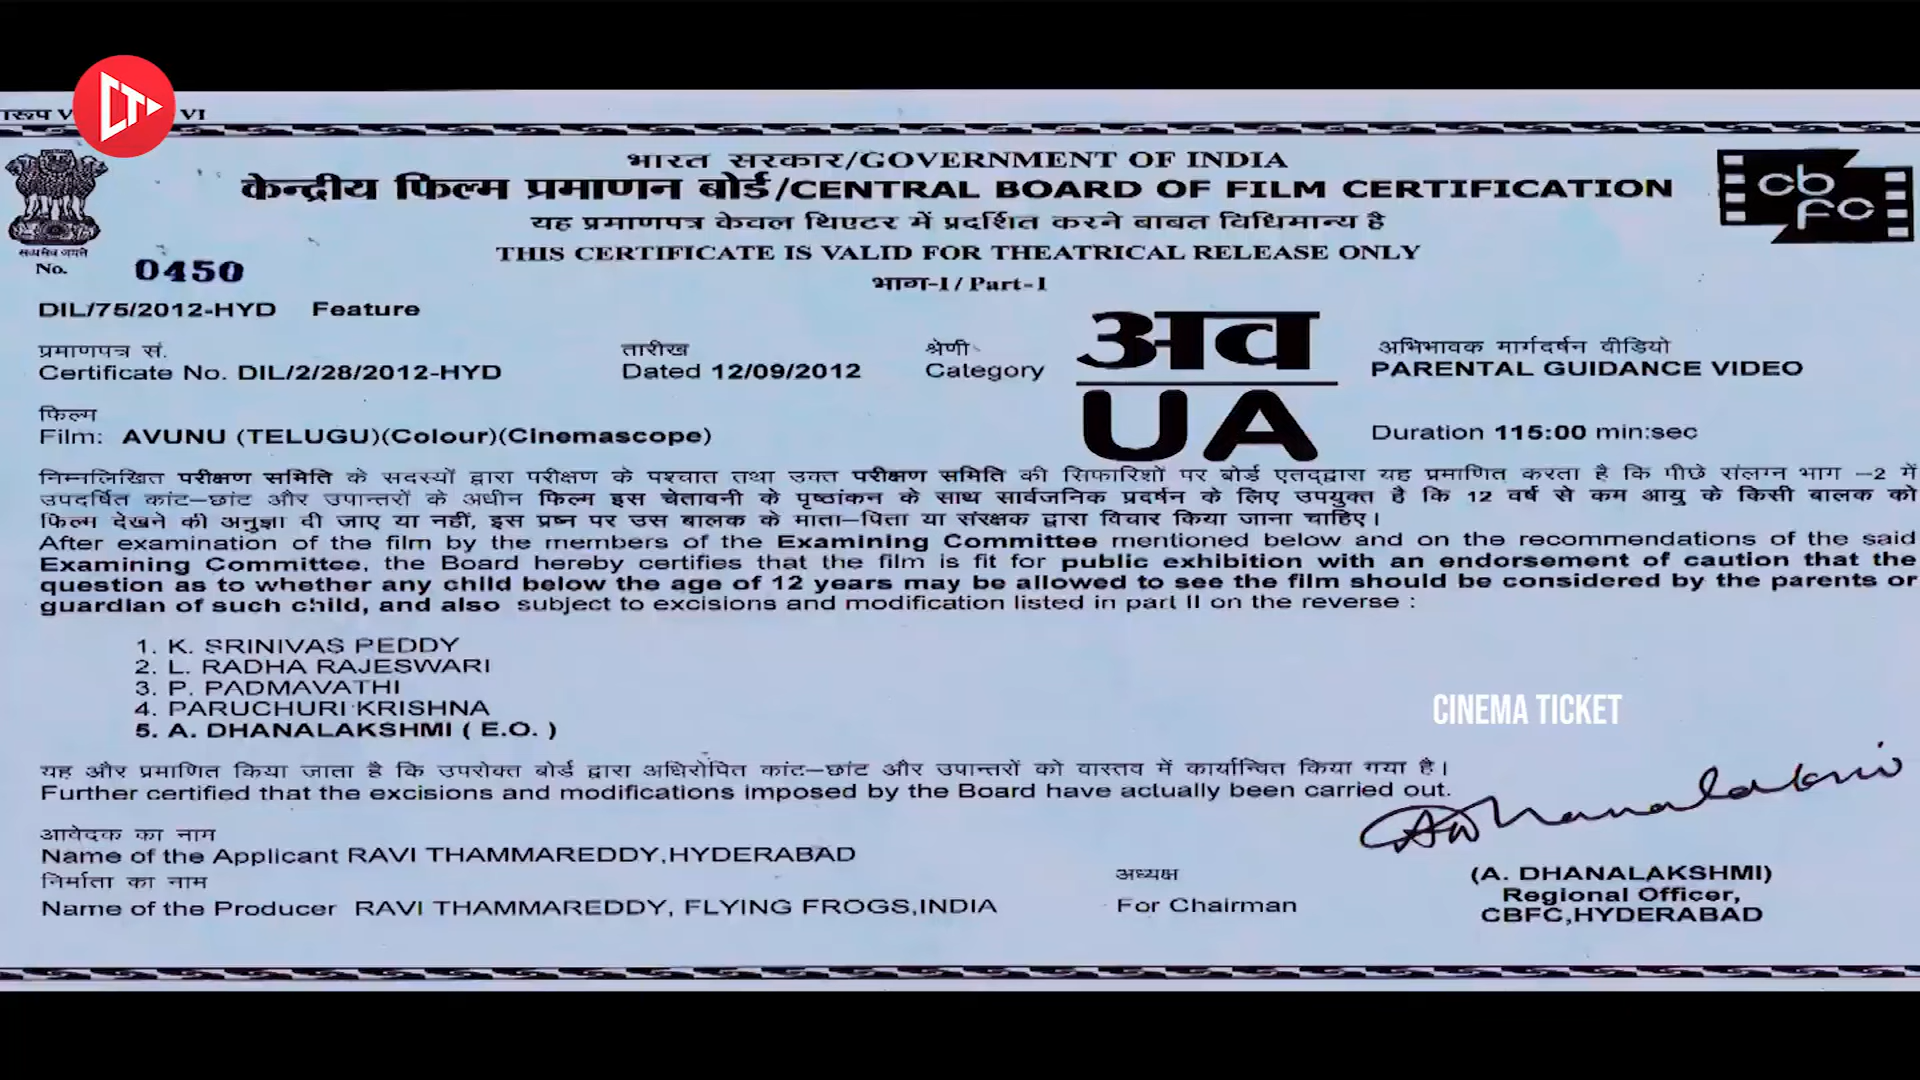 VI
भारत सरकार/GOVERNMENT OF INDIA
केन्द्रीय फिल्म प्रमाणन बोर्ड/CENTRAL BOARD OF FILM CERTIFICATION
यह प्रमाणपत्र केवल थिएटर में प्रदर्शित करने बाबत विधिमान्य है
THIS CERTIFICATE IS VALID FOR THEATRICAL RELEASE ONLY
भाग-I / Part-I
सत्यमेव जयते
cbfc
No. 0450
DIL/75/2012-HYD Feature
प्रमाणपत्र सं. तारीख श्रेणी अव अभिभावक मार्गदर्षन वीडियो
Certificate No. DIL/2/28/2012-HYD Dated 12/09/2012 Category UA PARENTAL GUIDANCE VIDEO
फिल्म
Film: AVUNU (TELUGU)(Colour)(Cinemascope) Duration 115:00 min:sec
निम्नलिखित परीक्षण समिति के सदस्यों द्वारा परीक्षण के पश्चात तथा उक्त परीक्षण समिति की सिफारिशों पर बोर्ड एतद्द्वारा यह प्रमाणित करता है कि पीछे संलग्न भाग –2 में
उपदर्षित कांट–छांट और उपान्तरों के अधीन फिल्म इस चेतावनी के पृष्ठांकन के साथ सार्वजनिक प्रदर्षन के लिए उपयुक्त है कि 12 वर्ष से कम आयु के किसी बालक को
फिल्म देखने की अनुज्ञा दी जाए या नहीं, इस प्रष्न पर उस बालक के माता–पिता या संरक्षक द्वारा विचार किया जाना चाहिए।
After examination of the film by the members of the Examining Committee mentioned below and on the recommendations of the said
Examining Committee, the Board hereby certifies that the film is fit for public exhibition with an endorsement of caution that the
question as to whether any child below the age of 12 years may be allowed to see the film should be considered by the parents or
guardian of such child, and also subject to excisions and modification listed in part II on the reverse :
1. K. SRINIVAS REDDY
2. L. RADHA RAJESWARI
3. P. PADMAVATHI
4. PARUCHURI KRISHNA
5. A. DHANALAKSHMI ( E.O. )
CINEMA TICKET
यह और प्रमाणित किया जाता है कि उपरोक्त बोर्ड द्वारा अधिरोपित कांट–छांट और उपान्तरों को वास्तव में कार्यान्वित किया गया है।
Further certified that the excisions and modifications imposed by the Board have actually been carried out.
आवेदक का नाम
Name of the Applicant RAVI THAMMAREDDY,HYDERABAD
निर्माता का नाम
Name of the Producer RAVI THAMMAREDDY, FLYING FROGS,INDIA
अध्यक्ष
For Chairman
(A. DHANALAKSHMI)
Regional Officer,
CBFC,HYDERABAD